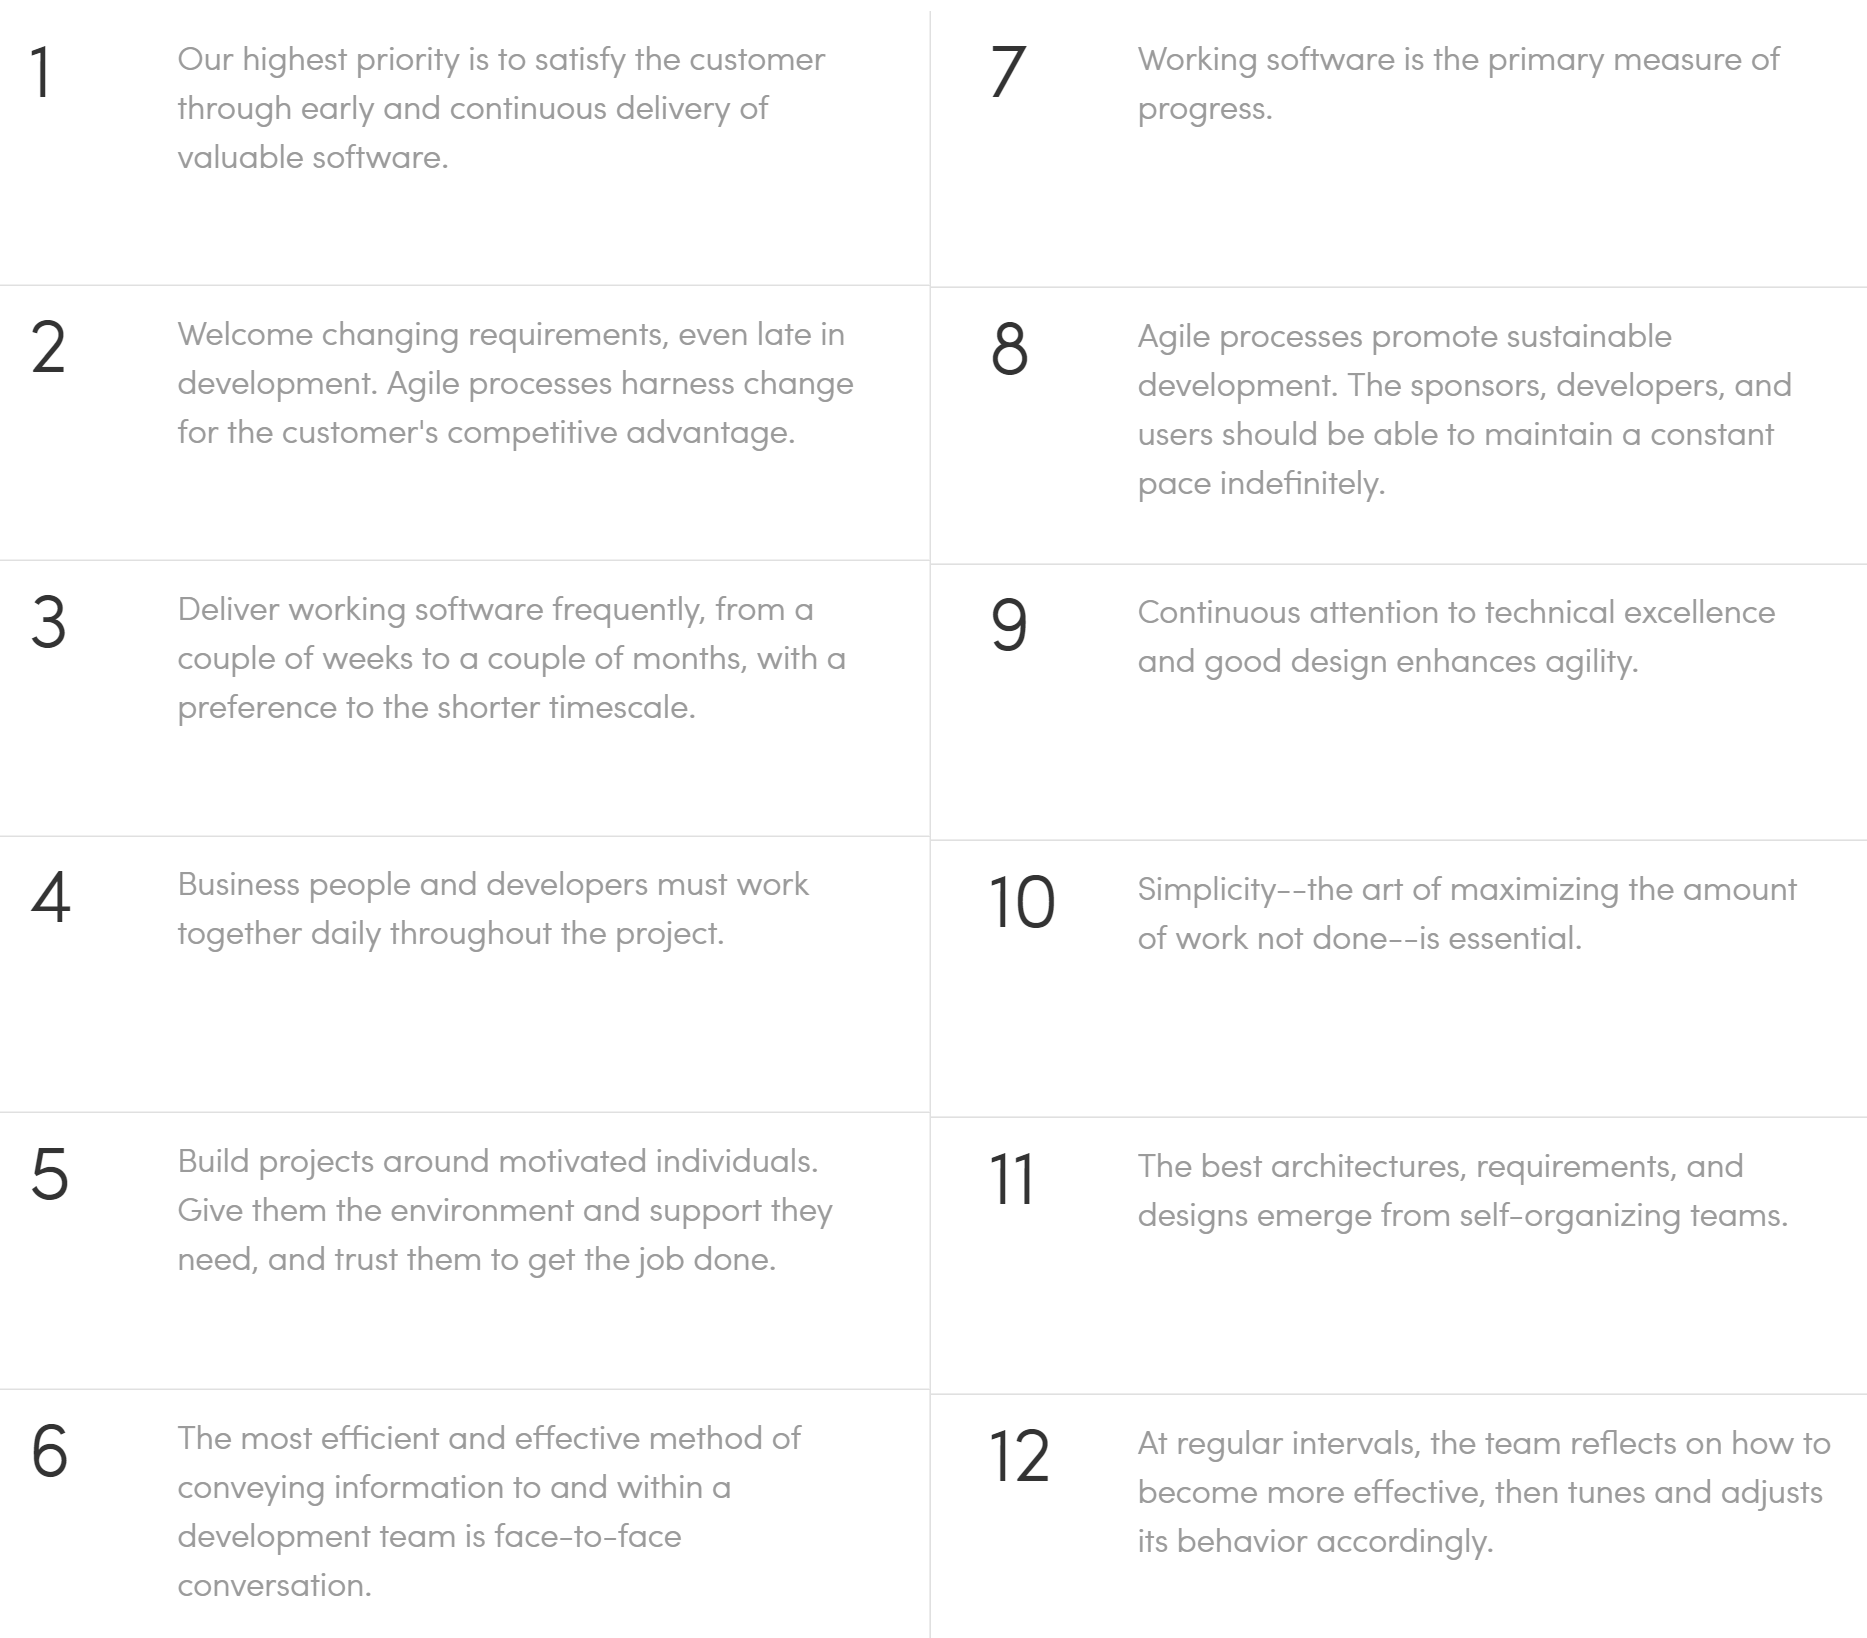 1
Our highest priority is to satisfy the customer
through early and continuous delivery of
valuable software.
2
Welcome changing requirements, even late in
development. Agile processes harness change
for the customer's competitive advantage.
3
Deliver working software frequently, from a
couple of weeks to a couple of months, with a
preference to the shorter timescale.
4
Business people and developers must work
together daily throughout the project.
5
Build projects around motivated individuals.
Give them the environment and support they
need, and trust them to get the job done.
6
The most efficient and effective method of
conveying information to and within a
development team is face-to-face
conversation.
7
Working software is the primary measure of
progress.
8
Agile processes promote sustainable
development. The sponsors, developers, and
users should be able to maintain a constant
pace indefinitely.
9
Continuous attention to technical excellence
and good design enhances agility.
10
Simplicity--the art of maximizing the amount
of work not done--is essential.
11
The best architectures, requirements, and
designs emerge from self-organizing teams.
12
At regular intervals, the team reflects on how to
become more effective, then tunes and adjusts
its behavior accordingly.